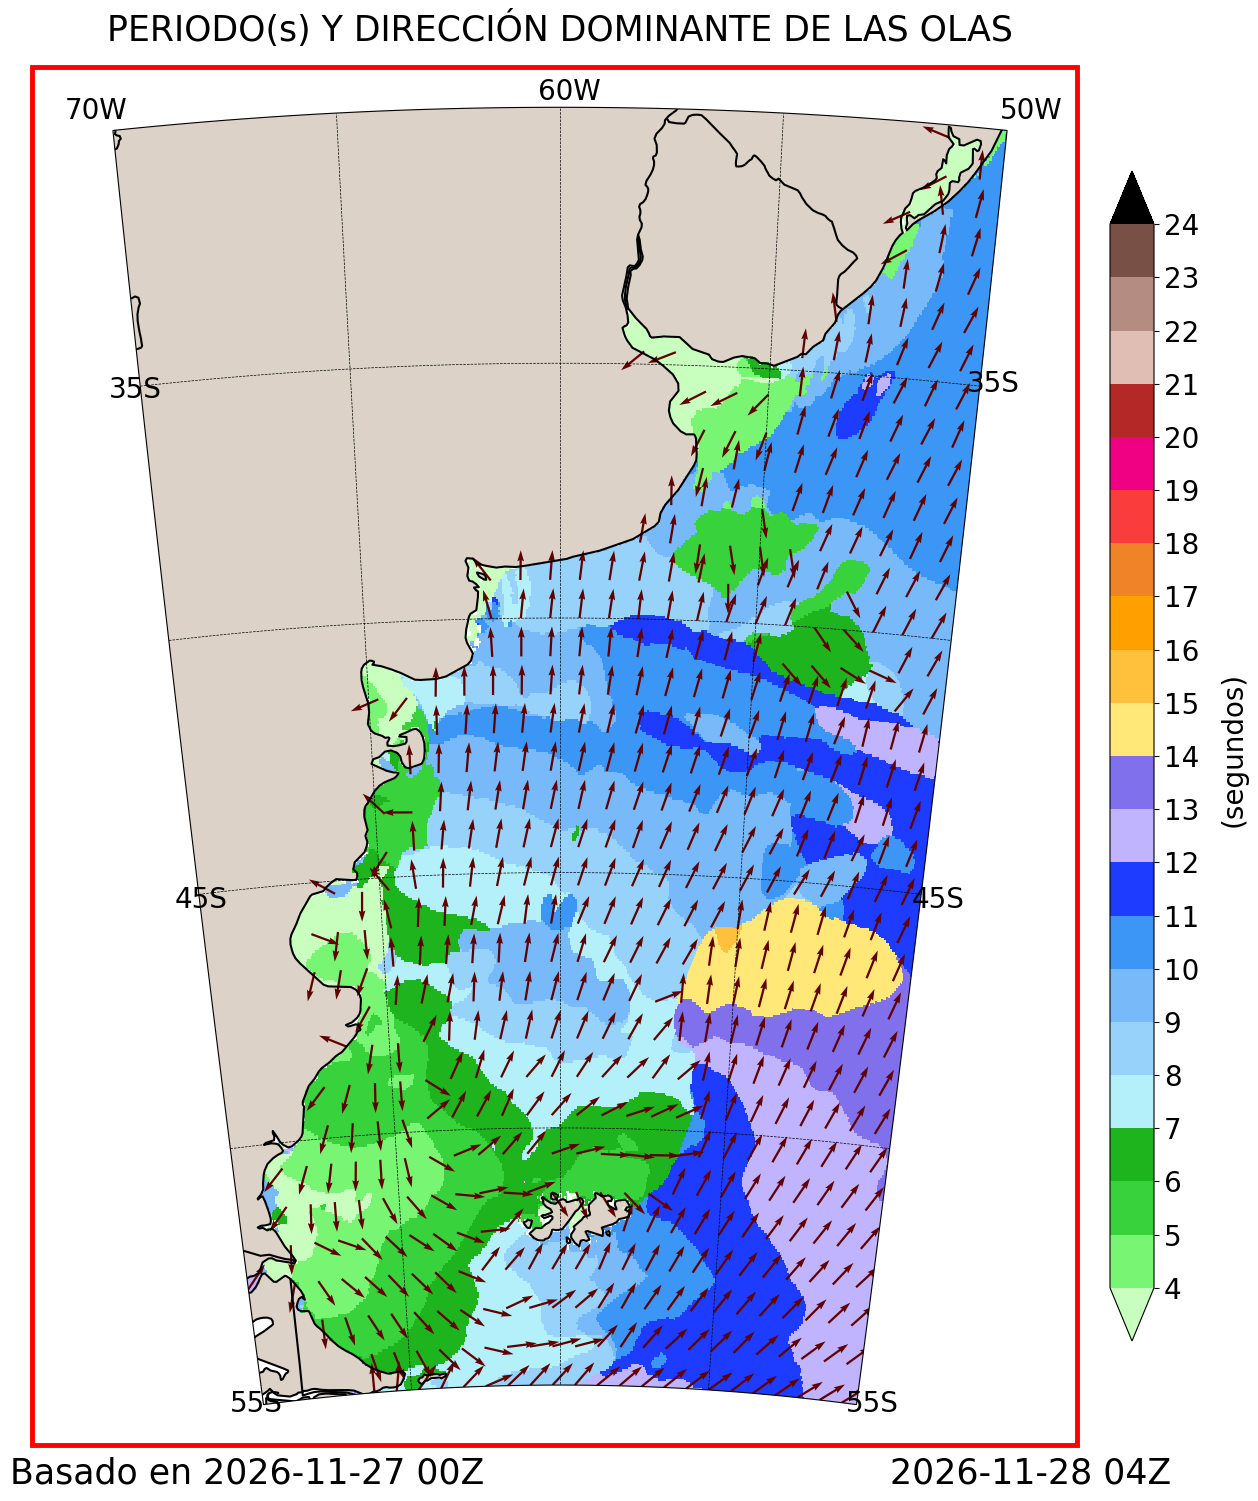 PERIODO(s) Y DIRECCIÓN DOMINANTE DE LAS OLAS
70W
60W
50W
35S
35S
45S
45S
55S
55S
24
23
22
21
20
19
18
17
16
15
14
13
12
11
10
9
8
7
6
5
4
(segundos)
Basado en 2026-11-27 00Z
2026-11-28 04Z